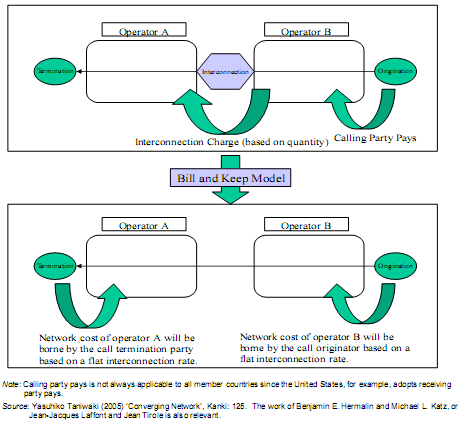 Operator A
Operator B
Termination
Interconnection
Origination
Interconnection Charge (based on quantity)
Calling Party Pays
Bill and Keep Model
Operator A
Operator B
Termination
Origination
Network cost of operator A will be
borne by the call termination party
based on a flat interconnection rate.
Network cost of operator B will be
borne by the call originator based on a
flat interconnection rate.
Note: Calling party pays is not always applicable to all member countries since the United States, for example, adopts receiving
party pays.
Source: Yasuhiko Taniwaki (2005) 'Converging Network', Kanki: 125. The work of Benjamin E. Hermalin and Michael L. Katz, or
Jean-Jacques Laffont and Jean Tirole is also relevant.